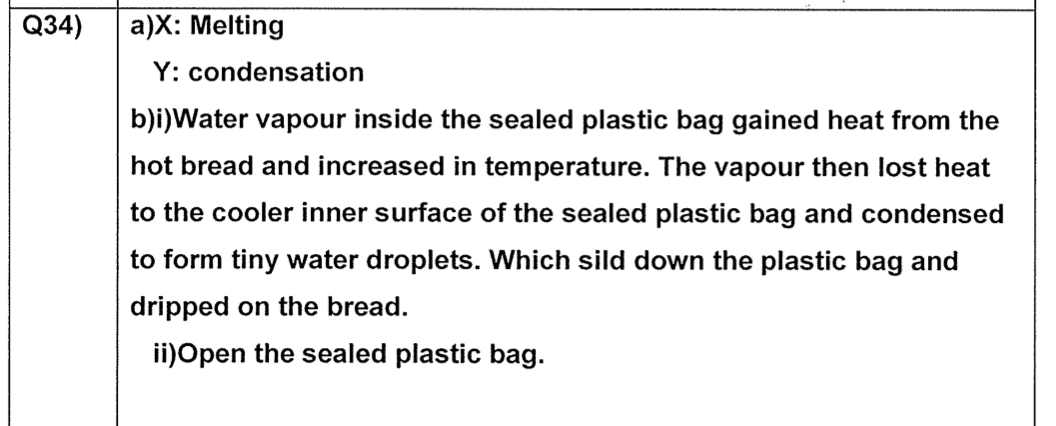 Q34) a)X: Melting
Y: condensation
b)i)Water vapour inside the sealed plastic bag gained heat from the
hot bread and increased in temperature. The vapour then lost heat
to the cooler inner surface of the sealed plastic bag and condensed
to form tiny water droplets. Which sild down the plastic bag and
dripped on the bread.
ii)Open the sealed plastic bag.